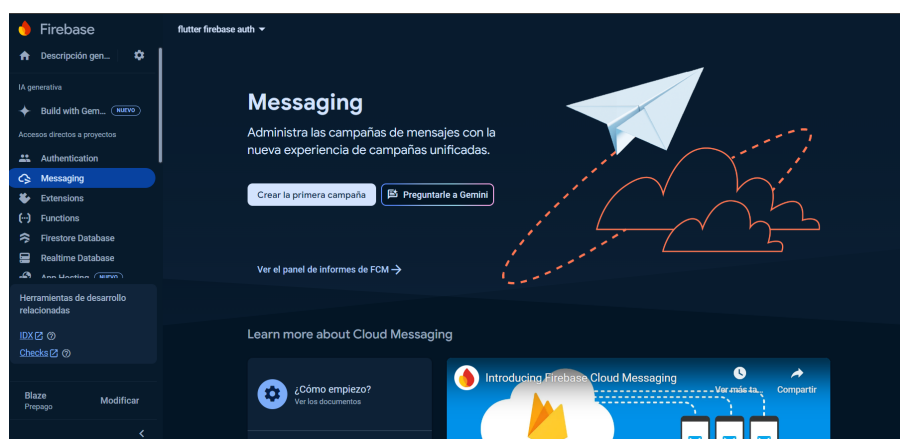 Firebase
flutter firebase auth
Descripción gen...
IA generativa
Build with Gem... NUEVO
Accesos directos a proyectos
Authentication
Messaging
Extensions
Functions
Firestore Database
Realtime Database
App Hosting NUEVO
Herramientas de desarrollo
relacionadas
IDX
Checks
Blaze
Prepago
Modificar
Messaging
Administra las campañas de mensajes con la
nueva experiencia de campañas unificadas.
Crear la primera campaña
Preguntarle a Gemini
Ver el panel de informes de FCM
Learn more about Cloud Messaging
¿Cómo empiezo?
Ver los documentos
Introducing Firebase Cloud Messaging
Ver más ta...
Compartir